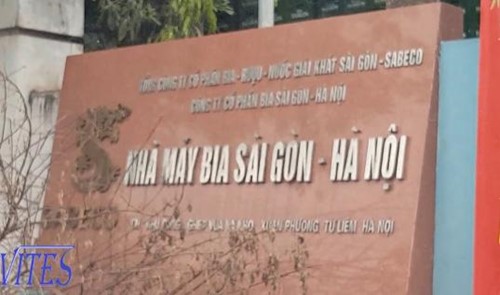 TỔNG CÔNG TY CỔ PHẦN BIA - RƯỢU - NƯỚC GIẢI KHÁT SÀI GÒN - SABECO
CÔNG TY CỔ PHẦN BIA SÀI GÒN - HÀ NỘI
NHÀ MÁY BIA SÀI GÒN - HÀ NỘI
XUÂN PHƯƠNG TỪ LIÊM HÀ NỘI
VITES